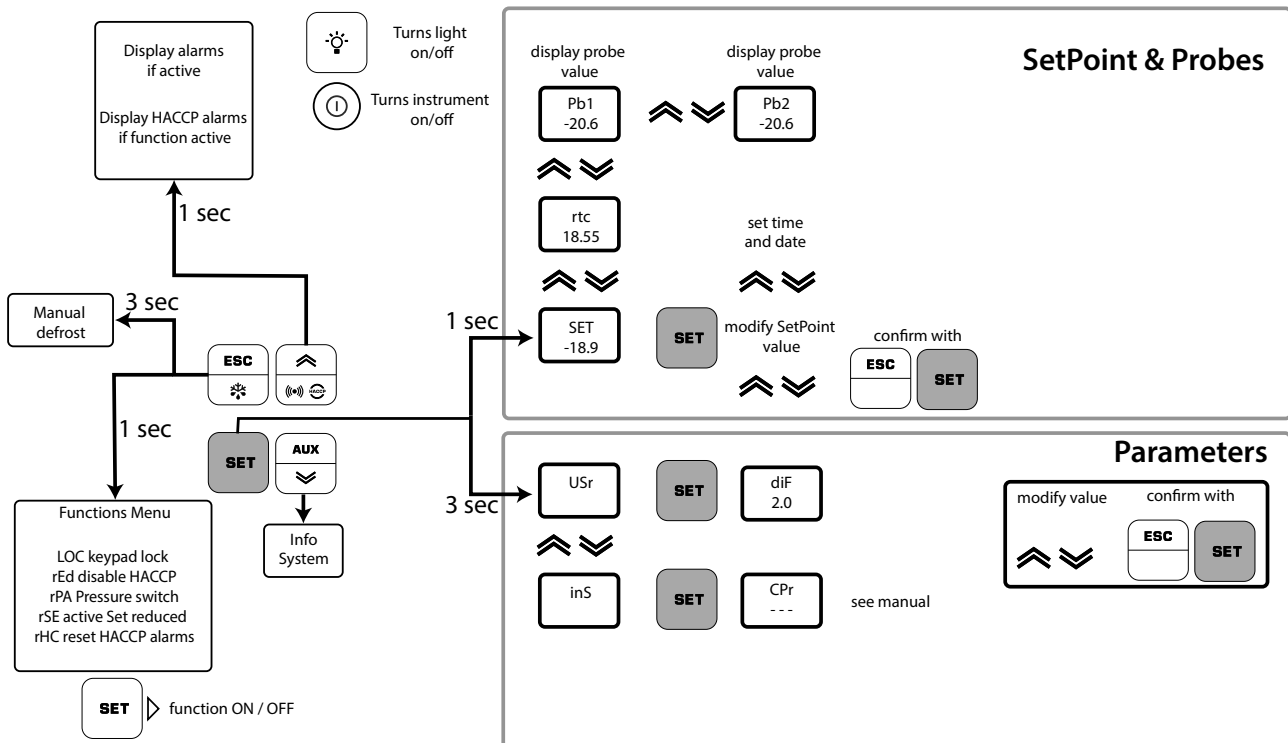 Display alarms
if active
Display HACCP alarms
if function active
Turns light
on/off
Turns instrument
on/off
1 sec
3 sec
Manual
defrost
ESC
HACCP
1 sec
SET
AUX
Info
System
Functions Menu
LOC keypad lock
rEd disable HACCP
rPA Pressure switch
rSE active Set reduced
rHC reset HACCP alarms
SET
function ON / OFF
1 sec
3 sec
SetPoint & Probes
display probe
value
display probe
value
Pb1
-20.6
Pb2
-20.6
rtc
18.55
set time
and date
SET
-18.9
SET
modify SetPoint
value
confirm with
ESC
SET
Parameters
USr
SET
diF
2.0
inS
SET
CPr
- - -
see manual
modify value
confirm with
ESC
SET